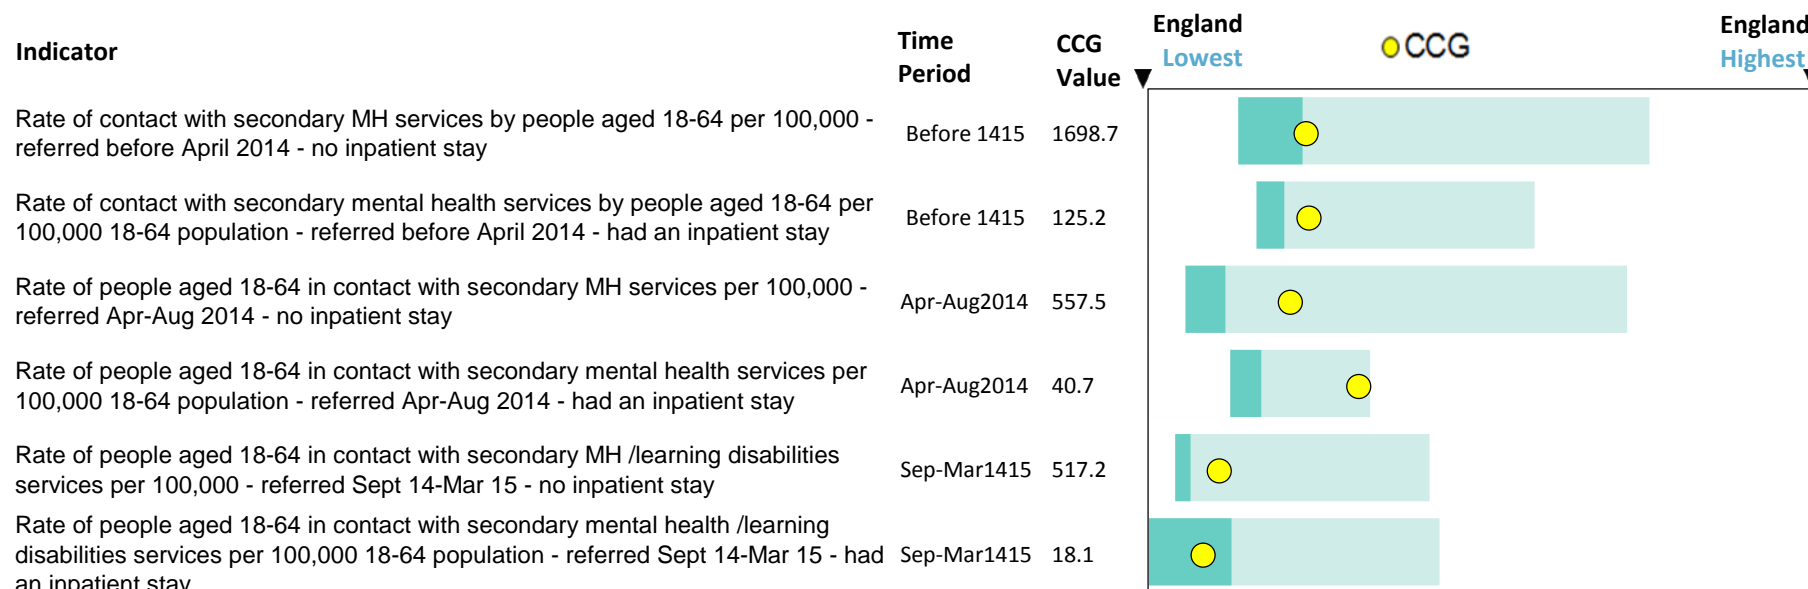 Indicator
Time
Period
CCG
Value
England
Lowest
CCG
England
Highest
Rate of contact with secondary MH services by people aged 18-64 per 100,000 -
referred before April 2014 - no inpatient stay
Before 1415
1698.7
Rate of contact with secondary mental health services by people aged 18-64 per
100,000 18-64 population - referred before April 2014 - had an inpatient stay
Before 1415
125.2
Rate of people aged 18-64 in contact with secondary MH services per 100,000 -
referred Apr-Aug 2014 - no inpatient stay
Apr-Aug2014
557.5
Rate of people aged 18-64 in contact with secondary mental health services per
100,000 18-64 population - referred Apr-Aug 2014 - had an inpatient stay
Apr-Aug2014
40.7
Rate of people aged 18-64 in contact with secondary MH /learning disabilities
services per 100,000 - referred Sept 14-Mar 15 - no inpatient stay
Sep-Mar1415
517.2
Rate of people aged 18-64 in contact with secondary mental health /learning
disabilities services per 100,000 18-64 population - referred Sept 14-Mar 15 - had
an inpatient stay
Sep-Mar1415
18.1